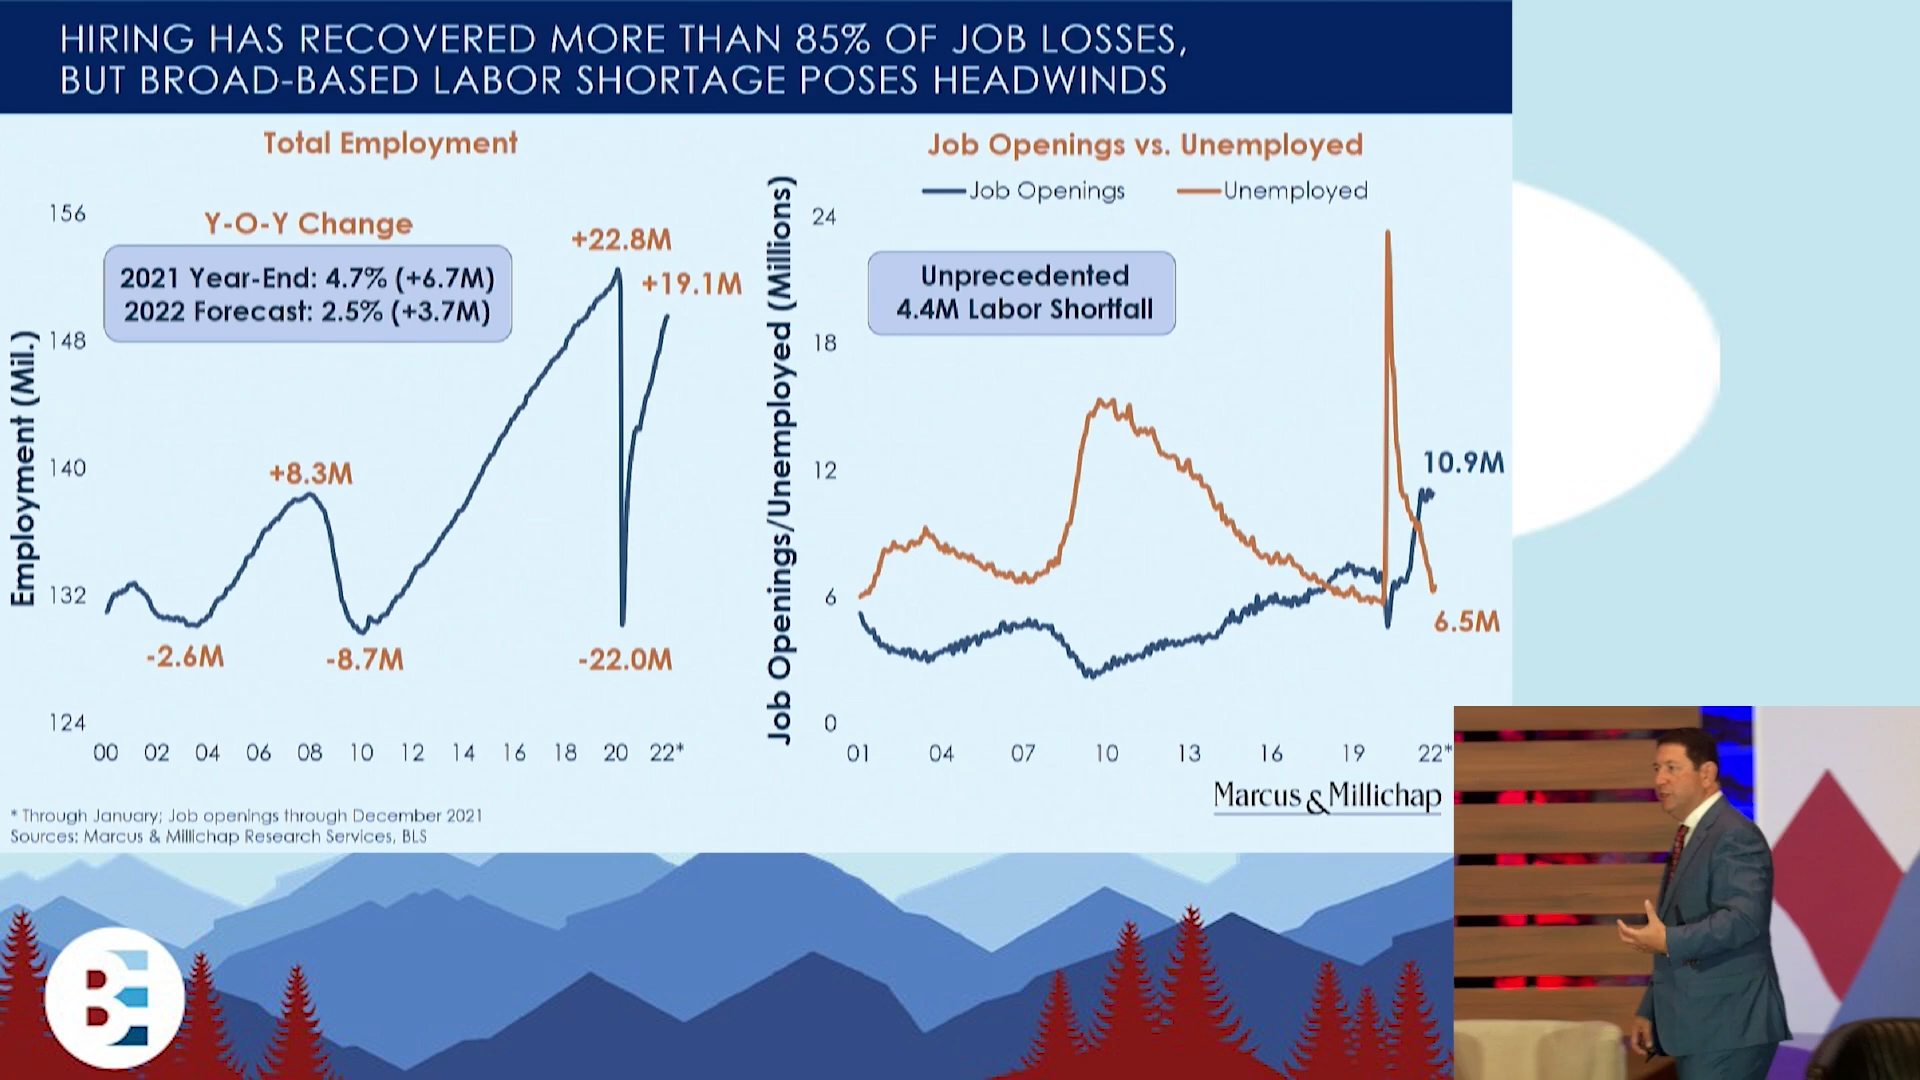 HIRING HAS RECOVERED MORE THAN 85% OF JOB LOSSES,
BUT BROAD-BASED LABOR SHORTAGE POSES HEADWINDS
Total Employment
Y-O-Y Change
2021 Year-End: 4.7% (+6.7M)
2022 Forecast: 2.5% (+3.7M)
Employment (Mil.)
156
148
140
132
124
+22.8M
+19.1M
+8.3M
-2.6M
-8.7M
-22.0M
00 02 04 06 08 10 12 14 16 18 20 22*
Job Openings vs. Unemployed
Job Openings
Unemployed
Unprecedented
4.4M Labor Shortfall
Job Openings/Unemployed (Millions)
24
18
12
6
0
10.9M
6.5M
01 04 07 10 13 16 19 22*
Marcus & Millichap
* Through January; Job openings through December 2021
Sources: Marcus & Millichap Research Services, BLS
BE